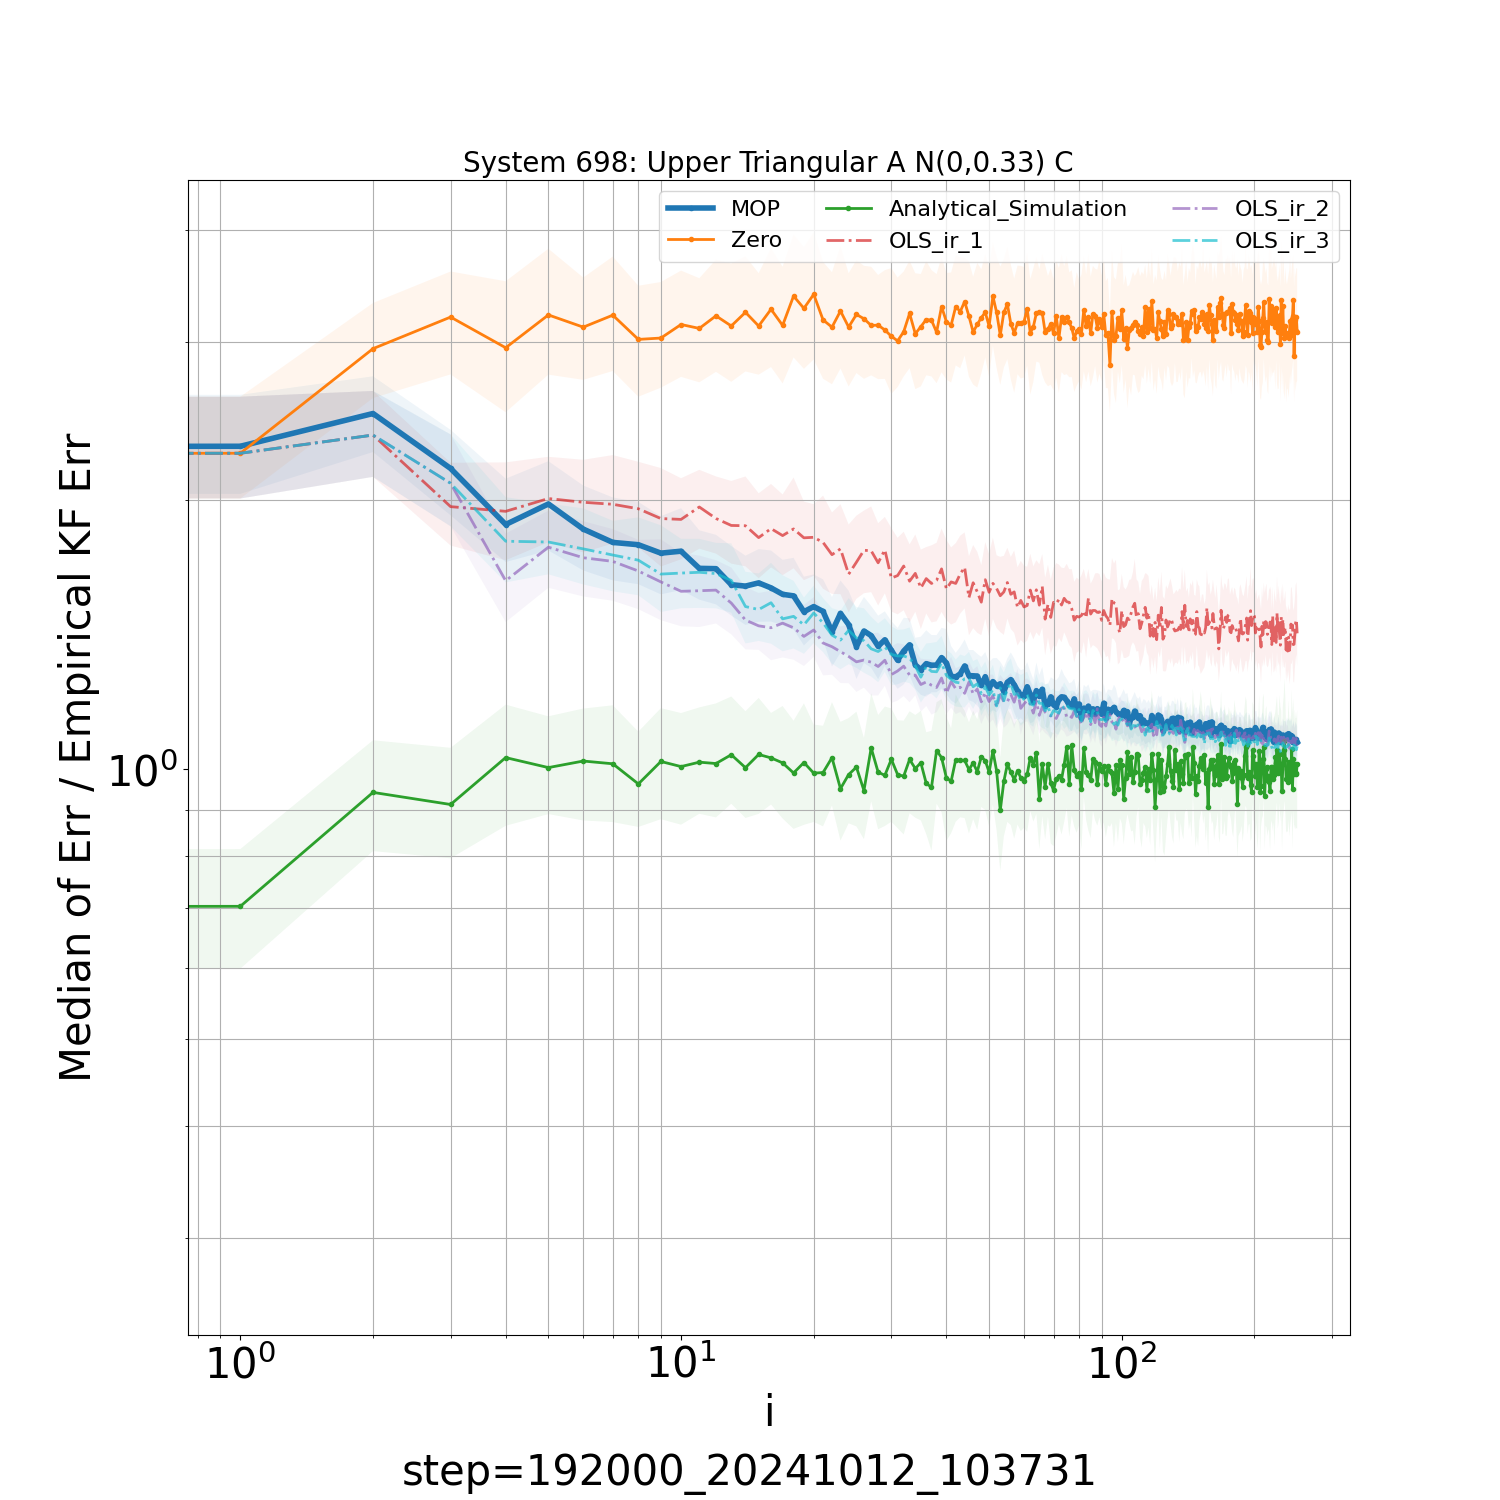 System 698: Upper Triangular A N(0,0.33) C
MOP
Zero
Analytical_Simulation
OLS_ir_1
OLS_ir_2
OLS_ir_3
Median of Err / Empirical KF Err
10⁰
10⁰
10¹
10²
i
step=192000_20241012_103731